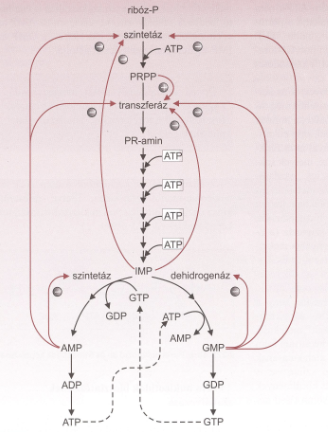 ribóz-P
szintetáz
ATP
PRPP
transzferáz
PR-amin
ATP
ATP
ATP
ATP
IMP
szintetáz
dehidrogenáz
GTP
GDP
ATP
AMP
AMP
GMP
ADP
GDP
ATP
GTP